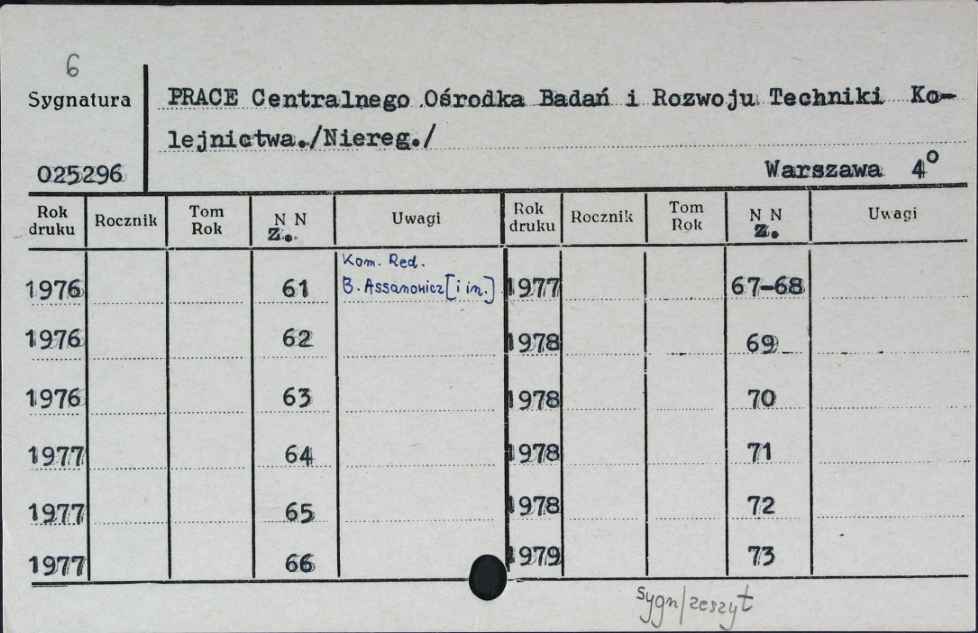 6
Sygnatura
PRACE Centralnego Ośrodka Badań i Rozwoju Techniki Ko-
lejnictwa./Niereg./
025296
Warszawa 4°
Rok druku Rocznik Tom Rok N N Z. Uwagi Rok druku Rocznik Tom Rok N N Z. Uwagi
Kom. Red.
1976 61 B. Assanowicz [i in.] 1977 67-68
1976 62 1978 69
1976 63 1978 70
1977 64 1978 71
1977 65 1978 72
1977 66 1979 73
sygn/zeszyt